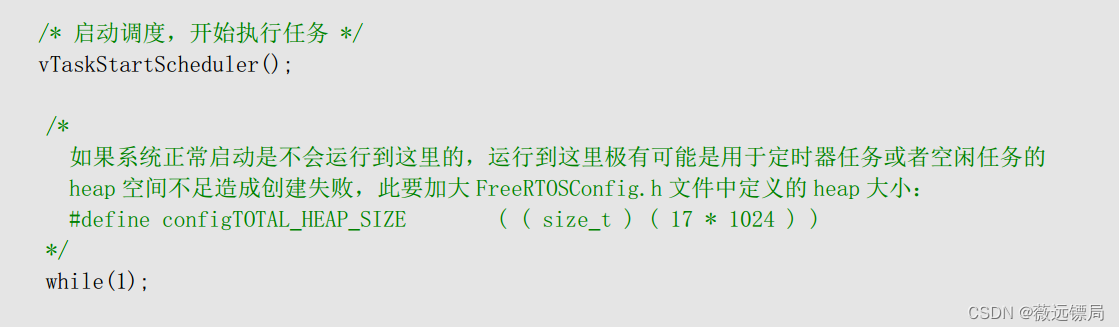 /* 启动调度，开始执行任务 */
vTaskStartScheduler();
/*
如果系统正常启动是不会运行到这里的，运行到这里极有可能是用于定时器任务或者空闲任务的
heap 空间不足造成创建失败，此要加大 FreeRTOSConfig.h 文件中定义的 heap 大小：
#define configTOTAL_HEAP_SIZE ( ( size_t ) ( 17 * 1024 ) )
*/
while(1);
CSDN @薇远镖局